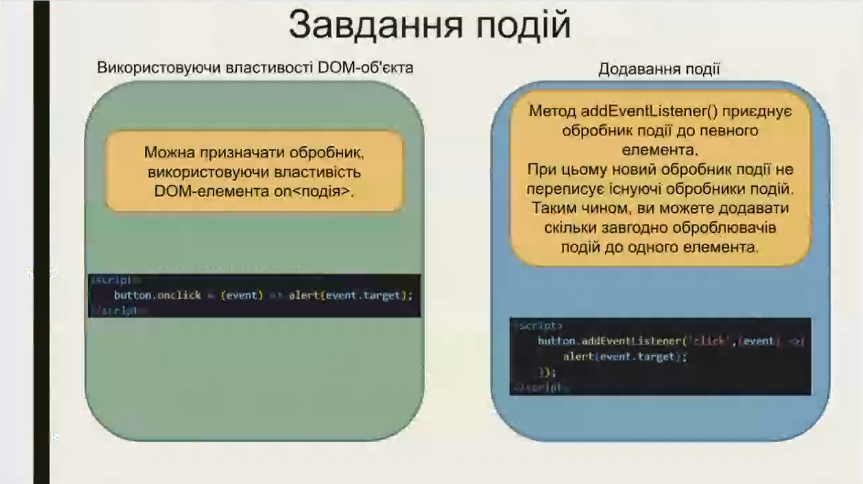 Завдання подій
Використовуючи властивості DOM-об'єкта
Можна призначати обробник,
використовуючи властивість
DOM-елемента on<подія>.
<script>
button.onclick = (event) => alert(event.target);
</script>
Додавання події
Метод addEventListener() приєднує
обробник події до певного
елемента.
При цьому новий обробник події не
переписує існуючі обробники подій.
Таким чином, ви можете додавати
скільки завгодно оброблювачів
подій до одного елемента.
<script>
button.addEventListener('click',(event) =>{
alert(event.target);
});
</script>